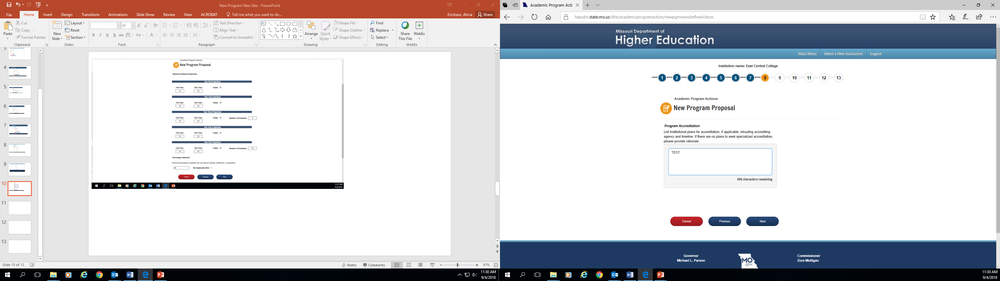 New Program New Site - PowerPoint
File Home Insert Design Transitions Animations Slide Show Review View ACROBAT Tell me what you want to do... Erickson, Alicia Share
Paste
Cut
Copy
Format Painter
Clipboard
New Slide
Layout
Reset
Section
Slides
60
B I U S abc AV Aa A
Font
Text Direction
Align Text
Convert to SmartArt
Paragraph
Arrange
Quick Styles
Shape Fill
Shape Outline
Shape Effects
Drawing
Find
Replace
Select
Editing
Share This File
WebEx
WebEx
3
4
5
6
7
8
9
10
11
12
13
Academic Program Actions:
New Program Proposal
Student Enrollment Projections
Year One Projections
Full Time: Part Time: Totals: 30
10 20
Year Two Projections
Full Time: Part Time: Totals: 30
10 20
Year Three Projections
Full Time: Part Time: Totals: 30 Number of Graduates: 5
10 20
Year Four Projections
Full Time: Part Time: Totals: 30
10 20
Year Five Projections
Full Time: Part Time: Totals: 30 Number of Graduates: 15
10 20
Percentage Statement
Enter the percentage of students who will achieve licensing, certification, or registration.
Not Applicable (N/A)
Cancel Previous Next
11:27 AM
9/4/2018
Slide 10 of 13 Notes Comments 91%
11:30 AM
9/4/2018
Academic Program Acti
hepubn.state.mo.us/dhe/academicprogramaction/newpgmnewsiteflow9.faces
Missouri Department of
Higher Education
Main Menu Select a New Institution Logout
Institution name: East Central College
1 2 3 4 5 6 7 8 9 10 11 12 13
Academic Program Actions:
New Program Proposal
Program Accreditation
List Institutional plans for accreditation, if applicable, inlcuding accrediting
agency and timeline. If there are no plans to seek specialized accreditation,
please provide rationale.
TEST
496 characters remaining
Cancel Previous Next
Governor
Michael L. Parson
MO
.gov
Commissioner
Zora Mulligan
11:30 AM
9/4/2018